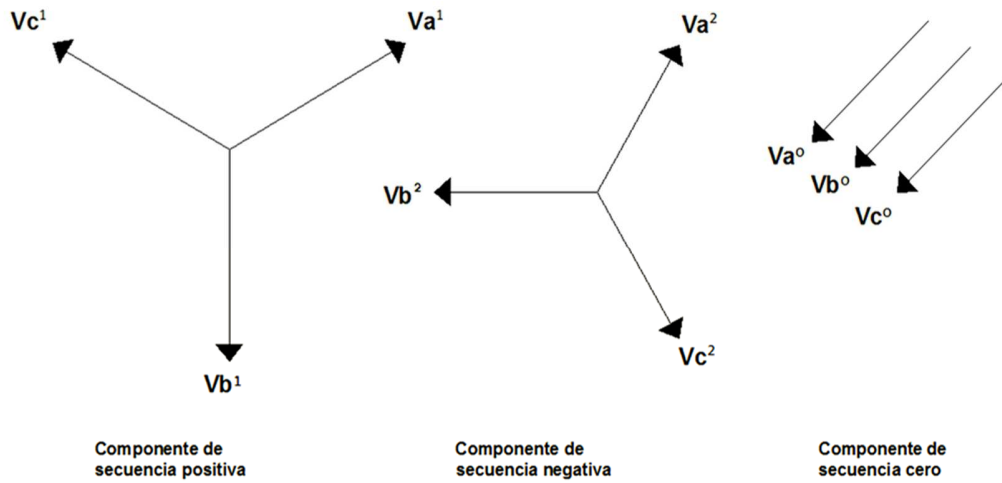 Vc¹
Va¹
Vb¹
Va²
Vb²
Vc²
Vaº
Vbº
Vcº
Componente de
secuencia positiva
Componente de
secuencia negativa
Componente de
secuencia cero